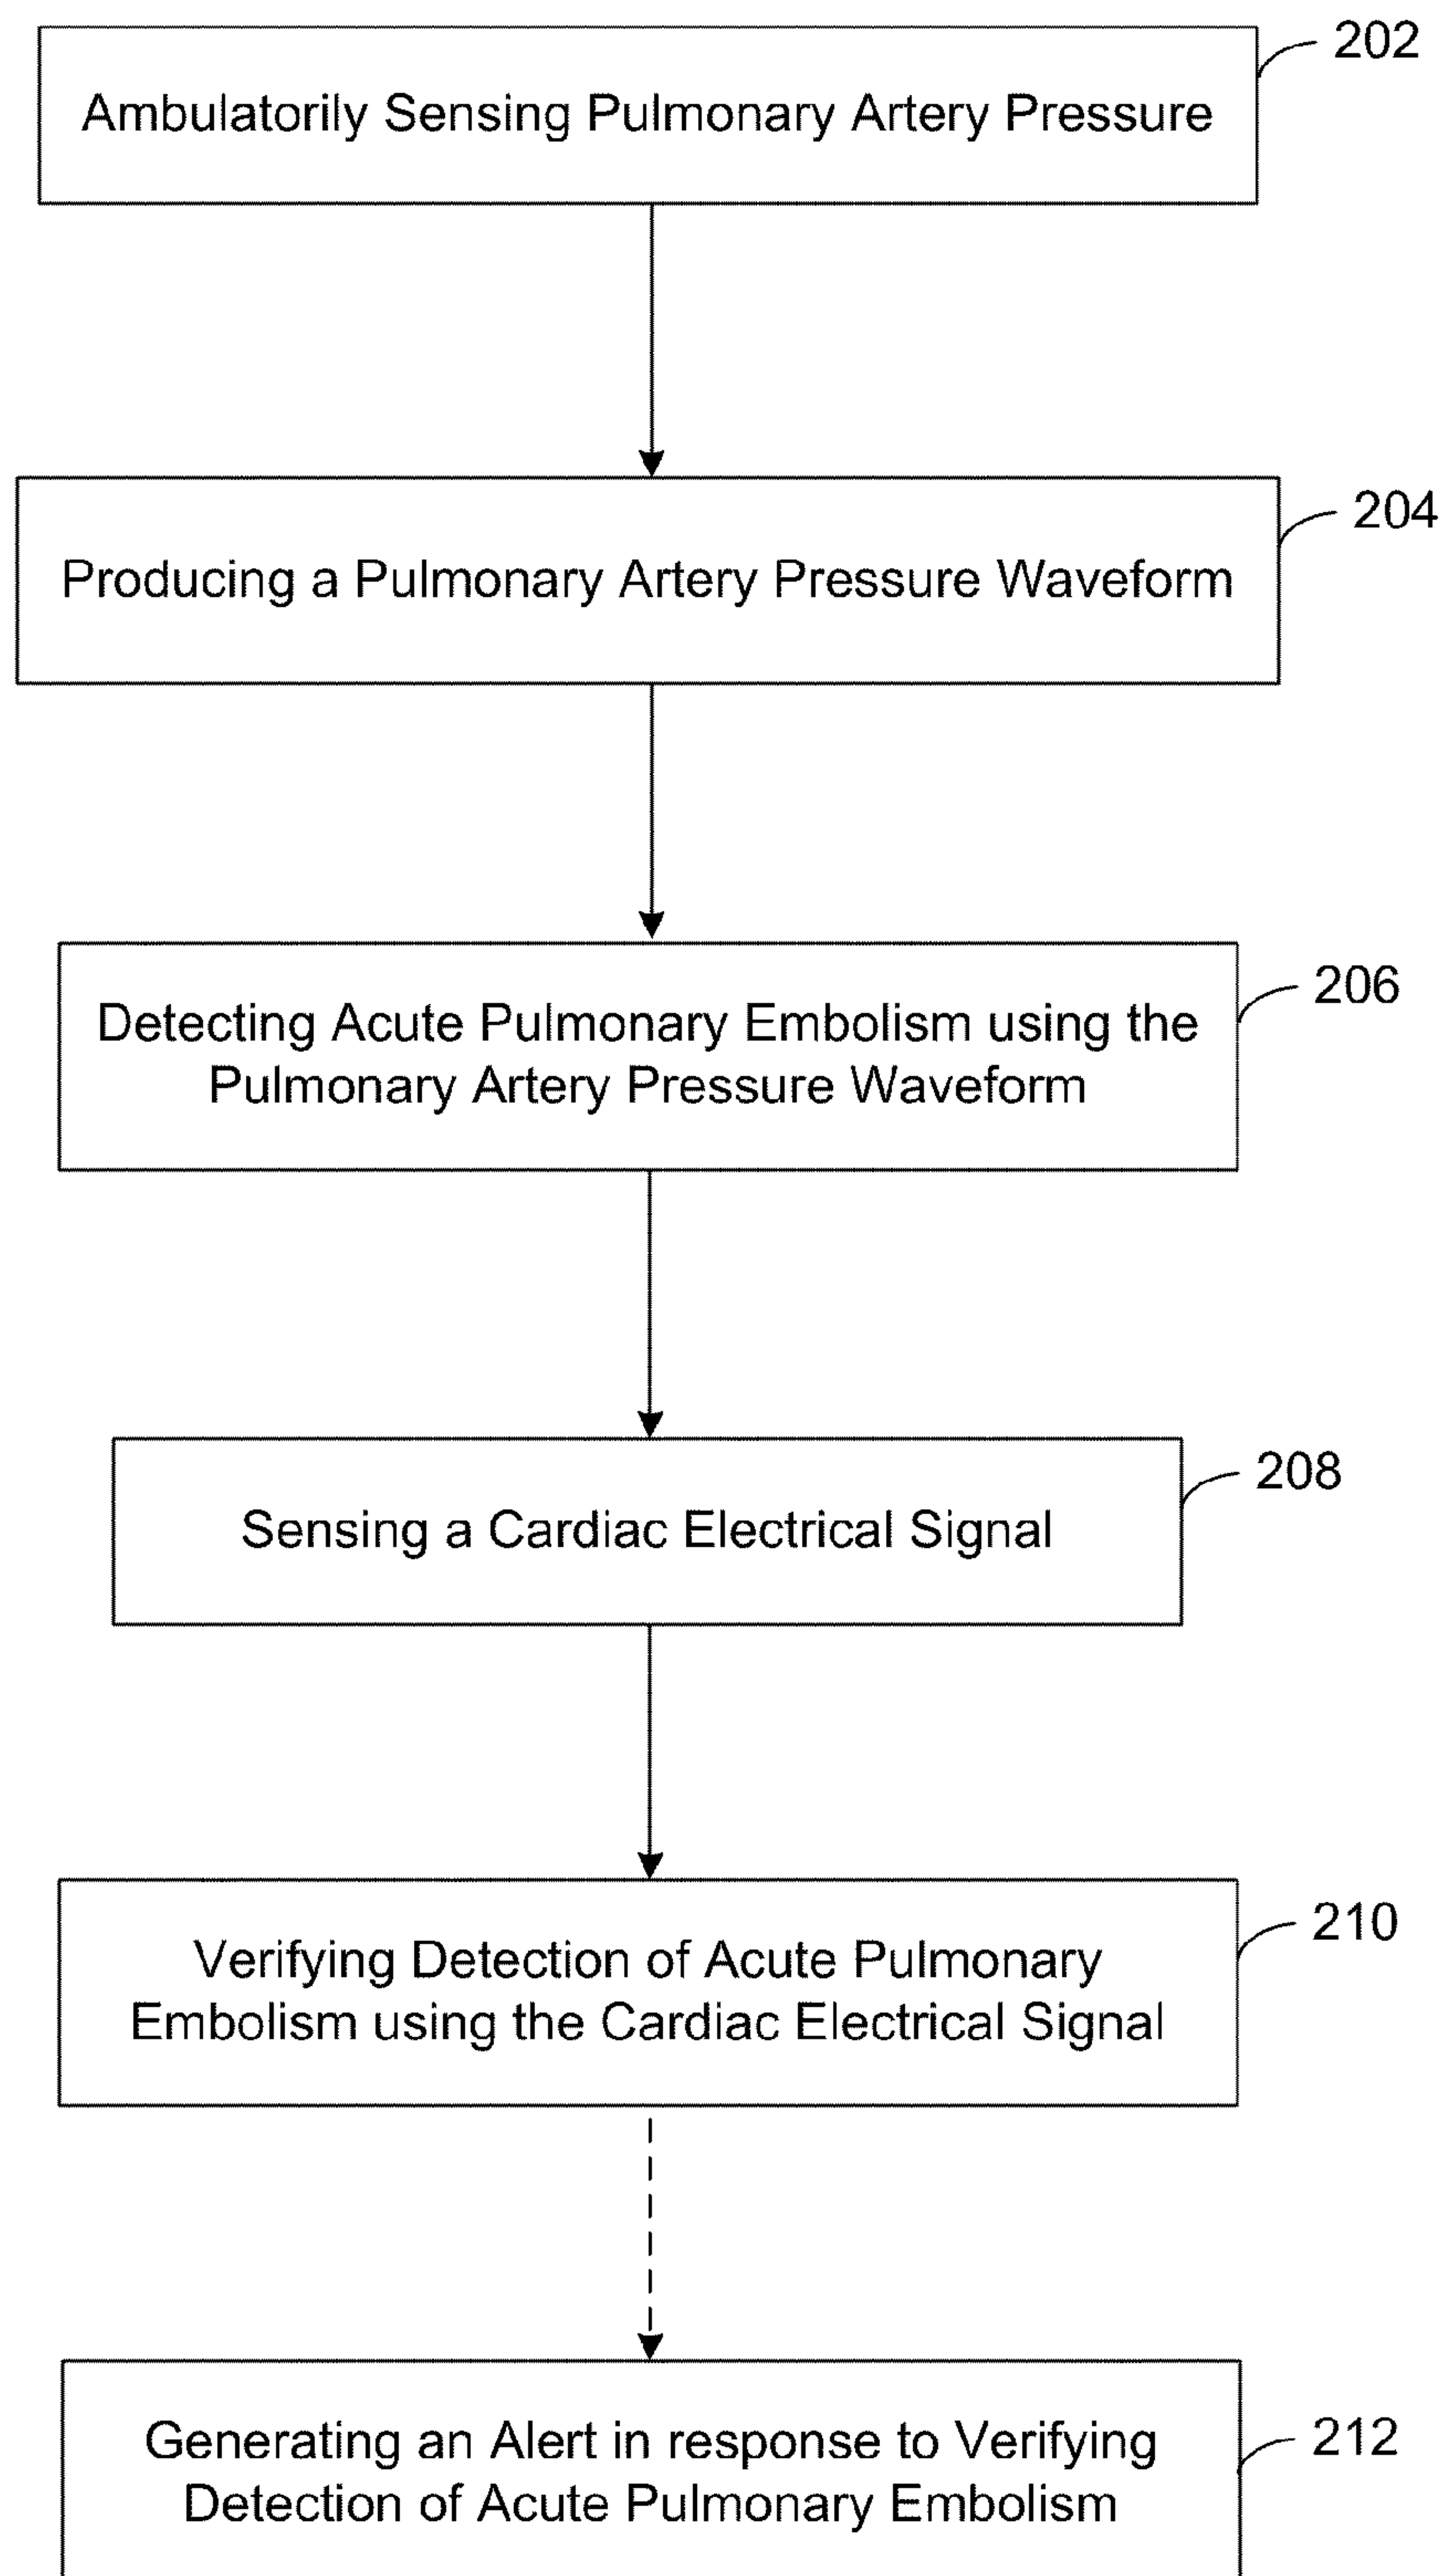 202
Ambulatorily Sensing Pulmonary Artery Pressure
204
Producing a Pulmonary Artery Pressure Waveform
206
Detecting Acute Pulmonary Embolism using the
Pulmonary Artery Pressure Waveform
208
Sensing a Cardiac Electrical Signal
210
Verifying Detection of Acute Pulmonary
Embolism using the Cardiac Electrical Signal
212
Generating an Alert in response to Verifying
Detection of Acute Pulmonary Embolism